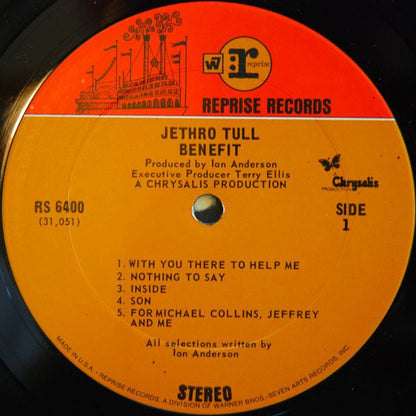 W r reprise
REPRISE RECORDS
JETHRO TULL
BENEFIT
Produced by Ian Anderson
Executive Producer Terry Ellis
A CHRYSALIS PRODUCTION
Chrysalis
PRODUCTION
RS 6400
(31,051)
SIDE
1
1. WITH YOU THERE TO HELP ME
2. NOTHING TO SAY
3. INSIDE
4. SON
5. FOR MICHAEL COLLINS, JEFFREY
AND ME
All selections written by
Ian Anderson
STEREO
MADE IN U.S.A. - REPRISE RECORDS, A DIVISION OF WARNER BROS.-SEVEN ARTS RECORDS, INC.